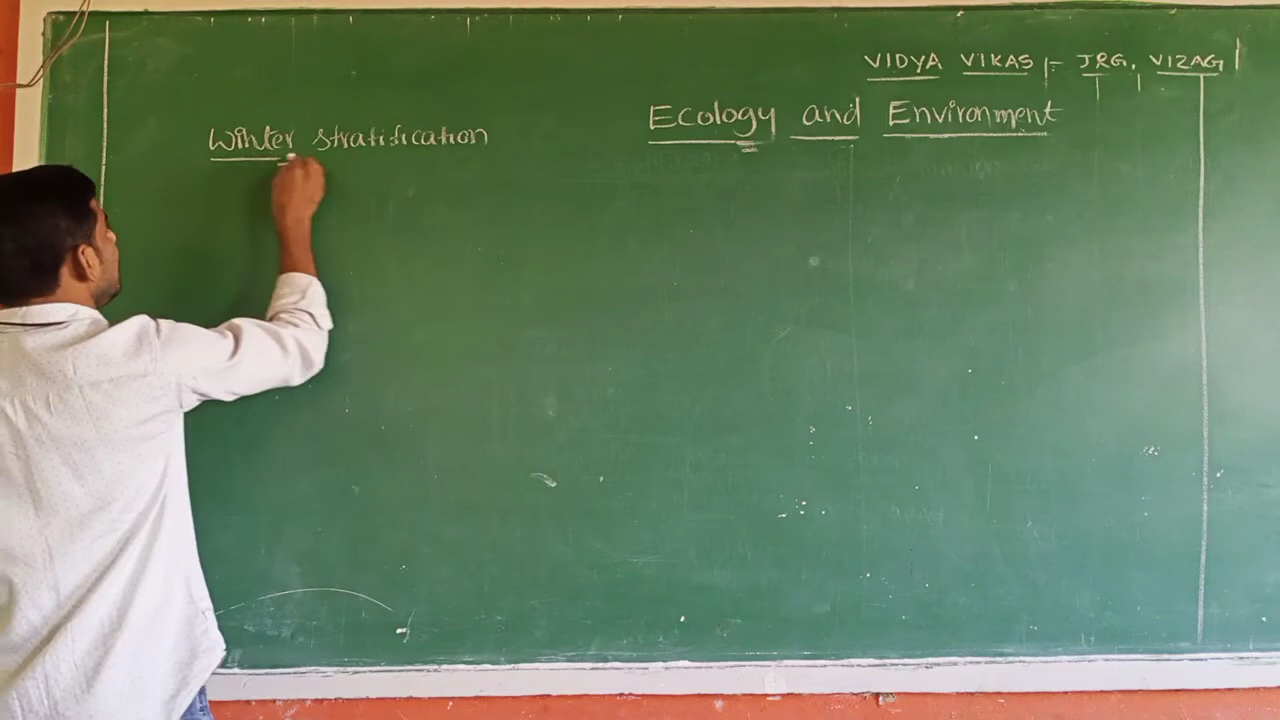 VIDYA VIKAS :- JRG, VIZAG
Ecology and Environment
Winter stratification